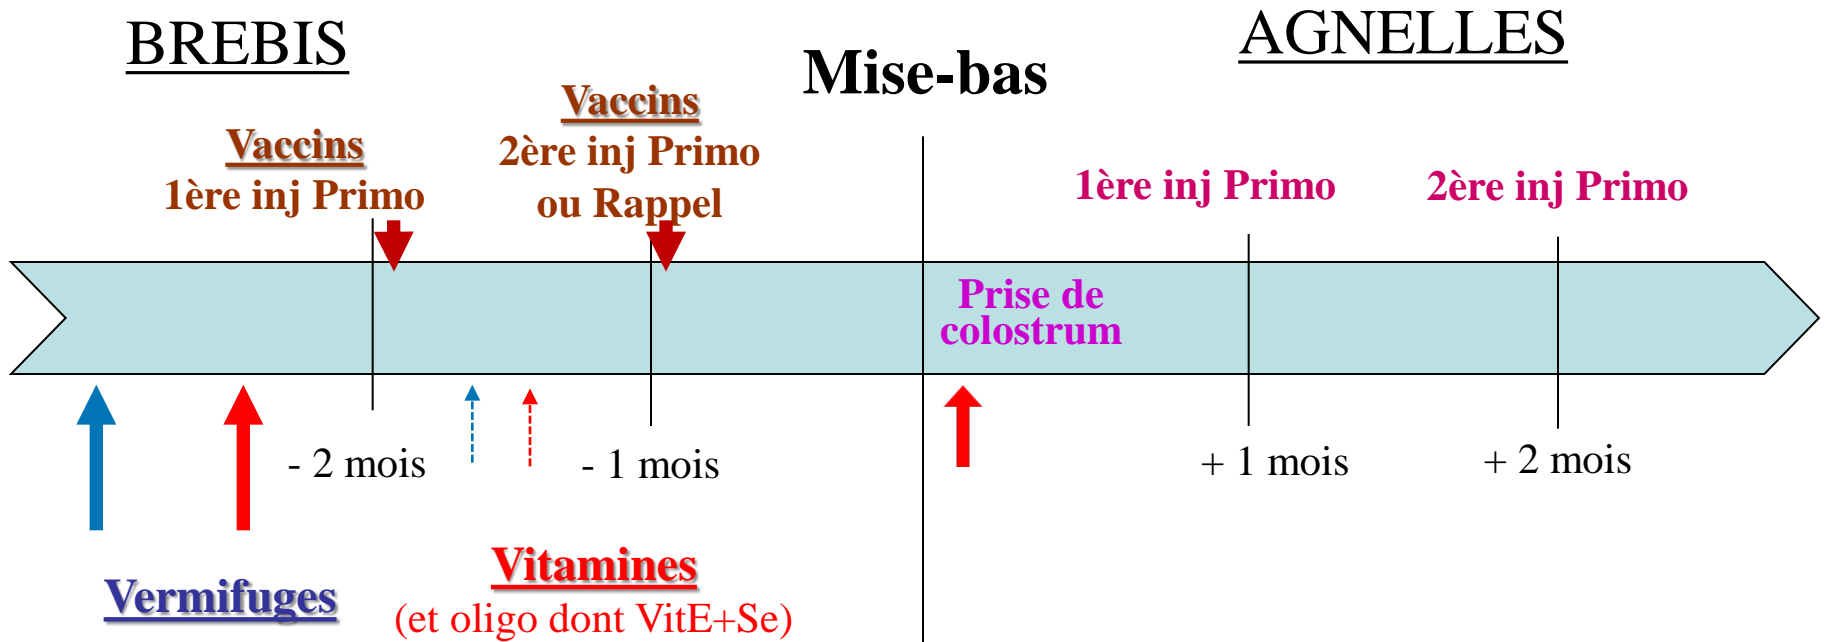 BREBIS
Mise-bas
AGNELLES
Vaccins
1ère inj Primo
Vaccins
2ère inj Primo
ou Rappel
1ère inj Primo
2ère inj Primo
Prise de
colostrum
- 2 mois
- 1 mois
+ 1 mois
+ 2 mois
Vermifuges
Vitamines
(et oligo dont VitE+Se)